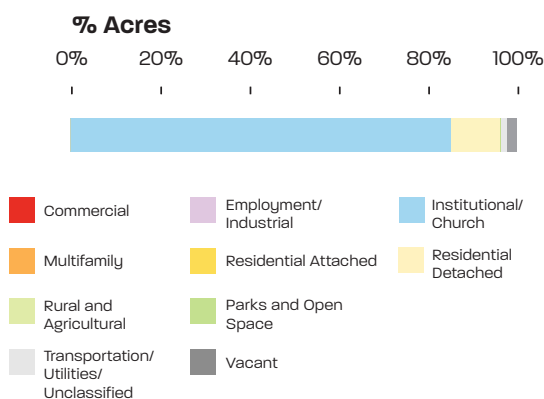 % Acres
0% 20% 40% 60% 80% 100%
Commercial
Employment/
Industrial
Institutional/
Church
Multifamily
Residential Attached
Residential
Detached
Rural and
Agricultural
Parks and Open
Space
Transportation/
Utilities/
Unclassified
Vacant